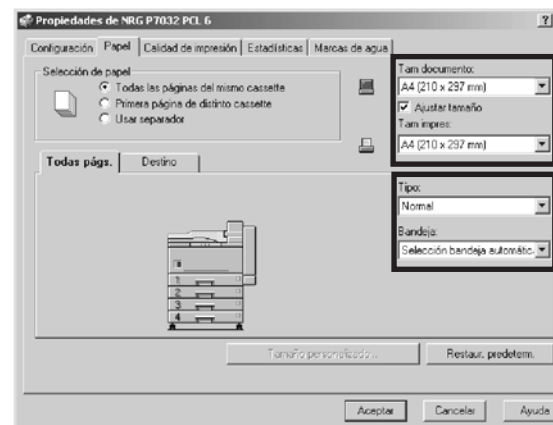 Propiedades de NRG P7032 PCL 6
?
Configuración Papel Calidad de impresión Estadísticas Marcas de agua
Selección de papel
Todas las páginas del mismo cassette
Primera página de distinto cassette
Usar separador
Tam documento:
A4 (210 x 297 mm)
Ajustar tamaño
Tam impres:
A4 (210 x 297 mm)
Todas págs. Destino
Tipo:
Normal
Bandeja:
Selección bandeja automátic.
1
2
3
4
Tamaño personalizado...
Restaur. predeterm.
Aceptar Cancelar Ayuda